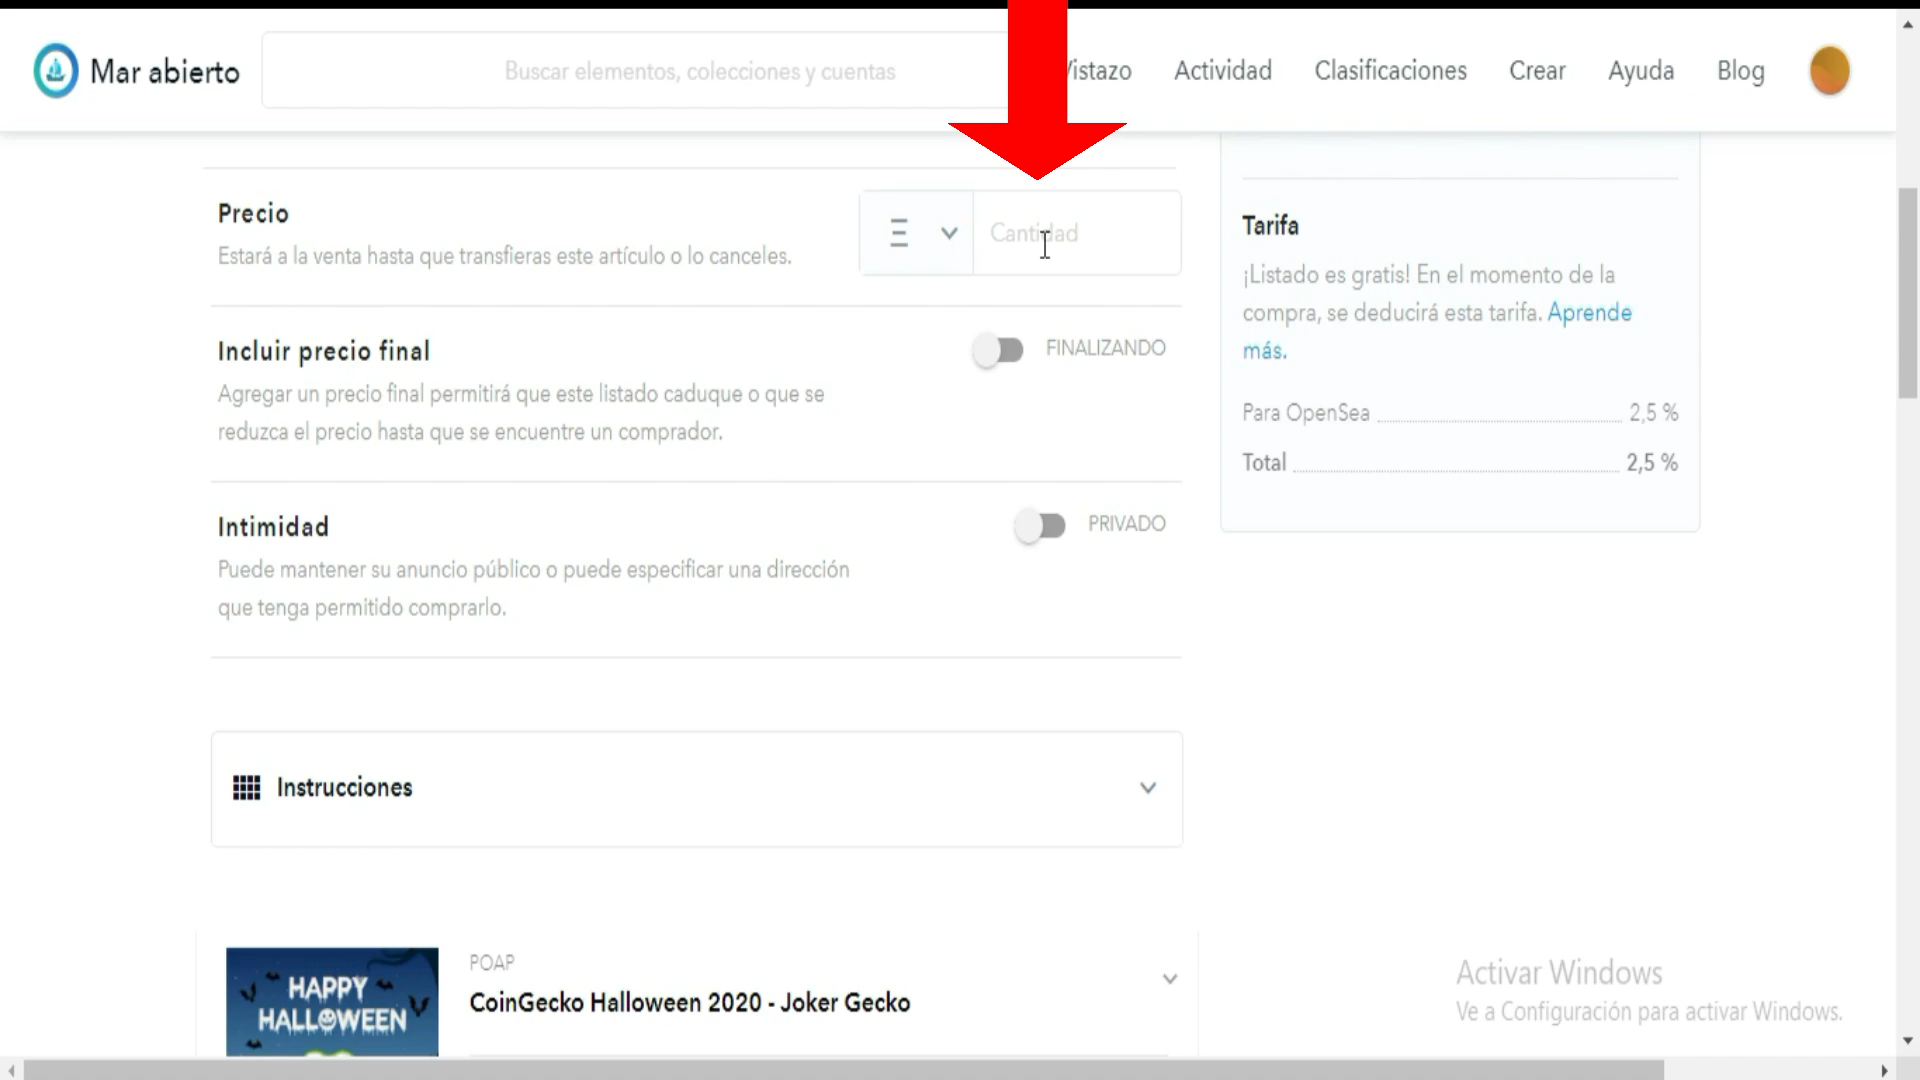 Mar abierto
Buscar elementos, colecciones y cuentas
Vistazo
Actividad
Clasificaciones
Crear
Ayuda
Blog
Precio
Estará a la venta hasta que transfieras este artículo o lo canceles.
Cantidad
Incluir precio final
FINALIZANDO
Agregar un precio final permitirá que este listado caduque o que se
reduzca el precio hasta que se encuentre un comprador.
Intimidad
PRIVADO
Puede mantener su anuncio público o puede especificar una dirección
que tenga permitido comprarlo.
Tarifa
¡Listado es gratis! En el momento de la
compra, se deducirá esta tarifa. Aprende
más.
Para OpenSea 2,5 %
Total 2,5 %
Instrucciones
HAPPY
HALLOWEEN
POAP
CoinGecko Halloween 2020 - Joker Gecko
Activar Windows
Ve a Configuración para activar Windows.